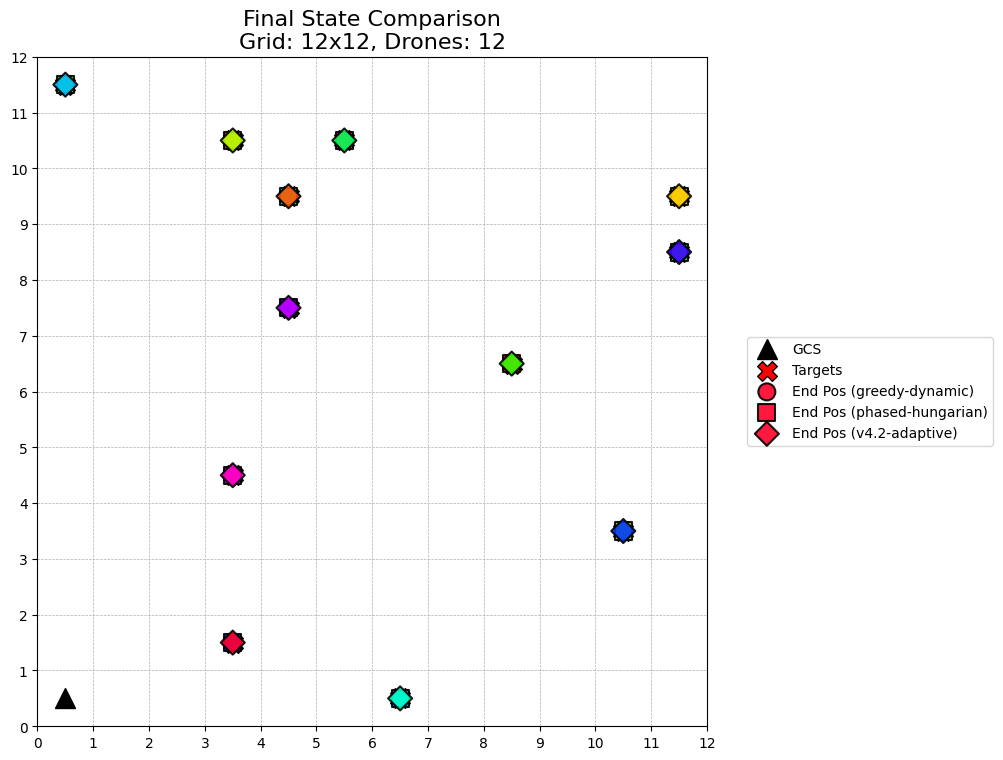 Final State Comparison
Grid: 12x12, Drones: 12
12
11
10
9
8
7
6
5
4
3
2
1
0
0 1 2 3 4 5 6 7 8 9 10 11 12
GCS
Targets
End Pos (greedy-dynamic)
End Pos (phased-hungarian)
End Pos (v4.2-adaptive)